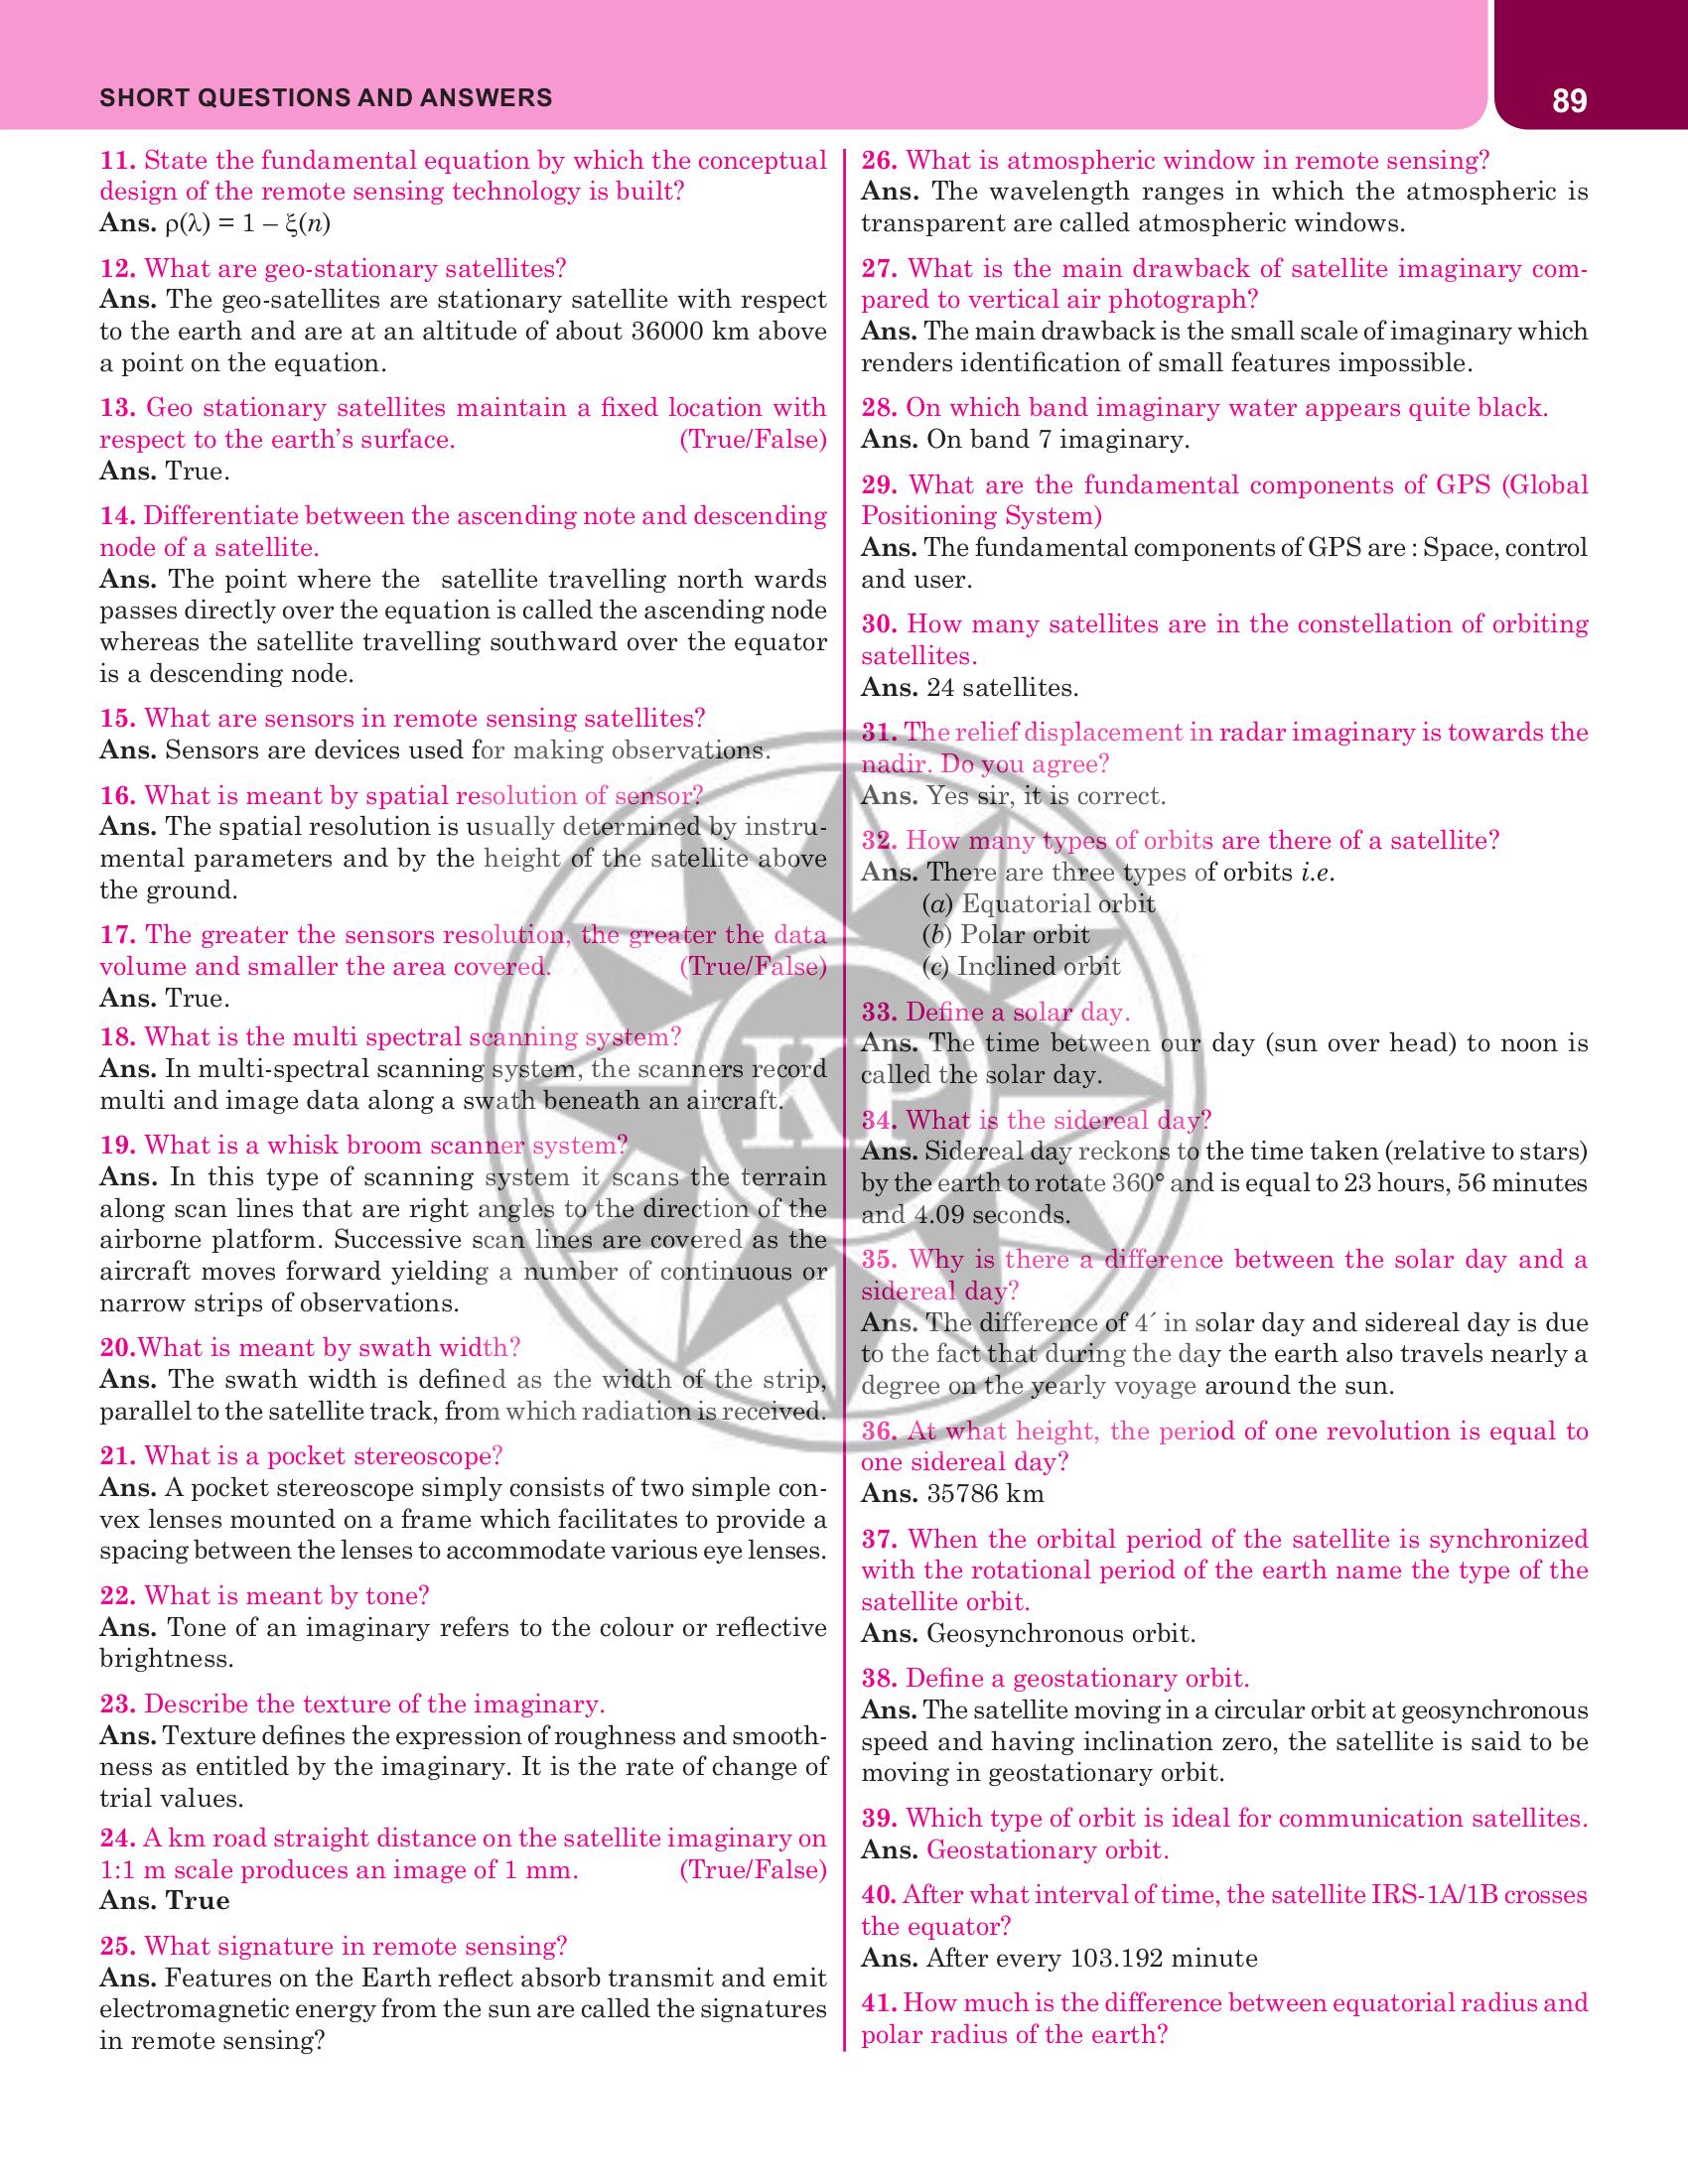 SHORT QUESTIONS AND ANSWERS
89
11. State the fundamental equation by which the conceptual
design of the remote sensing technology is built?
Ans. ρ(λ) = 1 – ξ(n)
12. What are geo-stationary satellites?
Ans. The geo-satellites are stationary satellite with respect
to the earth and are at an altitude of about 36000 km above
a point on the equation.
13. Geo stationary satellites maintain a fixed location with
respect to the earth's surface. (True/False)
Ans. True.
14. Differentiate between the ascending note and descending
node of a satellite.
Ans. The point where the satellite travelling north wards
passes directly over the equation is called the ascending node
whereas the satellite travelling southward over the equator
is a descending node.
15. What are sensors in remote sensing satellites?
Ans. Sensors are devices used for making observations.
16. What is meant by spatial resolution of sensor?
Ans. The spatial resolution is usually determined by instru-
mental parameters and by the height of the satellite above
the ground.
17. The greater the sensors resolution, the greater the data
volume and smaller the area covered. (True/False)
Ans. True.
18. What is the multi spectral scanning system?
Ans. In multi-spectral scanning system, the scanners record
multi and image data along a swath beneath an aircraft.
19. What is a whisk broom scanner system?
Ans. In this type of scanning system it scans the terrain
along scan lines that are right angles to the direction of the
airborne platform. Successive scan lines are covered as the
aircraft moves forward yielding a number of continuous or
narrow strips of observations.
20.What is meant by swath width?
Ans. The swath width is defined as the width of the strip,
parallel to the satellite track, from which radiation is received.
21. What is a pocket stereoscope?
Ans. A pocket stereoscope simply consists of two simple con-
vex lenses mounted on a frame which facilitates to provide a
spacing between the lenses to accommodate various eye lenses.
22. What is meant by tone?
Ans. Tone of an imaginary refers to the colour or reflective
brightness.
23. Describe the texture of the imaginary.
Ans. Texture defines the expression of roughness and smooth-
ness as entitled by the imaginary. It is the rate of change of
trial values.
24. A km road straight distance on the satellite imaginary on
1:1 m scale produces an image of 1 mm. (True/False)
Ans. True
25. What signature in remote sensing?
Ans. Features on the Earth reflect absorb transmit and emit
electromagnetic energy from the sun are called the signatures
in remote sensing?
26. What is atmospheric window in remote sensing?
Ans. The wavelength ranges in which the atmospheric is
transparent are called atmospheric windows.
27. What is the main drawback of satellite imaginary com-
pared to vertical air photograph?
Ans. The main drawback is the small scale of imaginary which
renders identification of small features impossible.
28. On which band imaginary water appears quite black.
Ans. On band 7 imaginary.
29. What are the fundamental components of GPS (Global
Positioning System)
Ans. The fundamental components of GPS are : Space, control
and user.
30. How many satellites are in the constellation of orbiting
satellites.
Ans. 24 satellites.
31. The relief displacement in radar imaginary is towards the
nadir. Do you agree?
Ans. Yes sir, it is correct.
32. How many types of orbits are there of a satellite?
Ans. There are three types of orbits i.e.
(a) Equatorial orbit
(b) Polar orbit
(c) Inclined orbit
33. Define a solar day.
Ans. The time between our day (sun over head) to noon is
called the solar day.
34. What is the sidereal day?
Ans. Sidereal day reckons to the time taken (relative to stars)
by the earth to rotate 360° and is equal to 23 hours, 56 minutes
and 4.09 seconds.
35. Why is there a difference between the solar day and a
sidereal day?
Ans. The difference of 4´ in solar day and sidereal day is due
to the fact that during the day the earth also travels nearly a
degree on the yearly voyage around the sun.
36. At what height, the period of one revolution is equal to
one sidereal day?
Ans. 35786 km
37. When the orbital period of the satellite is synchronized
with the rotational period of the earth name the type of the
satellite orbit.
Ans. Geosynchronous orbit.
38. Define a geostationary orbit.
Ans. The satellite moving in a circular orbit at geosynchronous
speed and having inclination zero, the satellite is said to be
moving in geostationary orbit.
39. Which type of orbit is ideal for communication satellites.
Ans. Geostationary orbit.
40. After what interval of time, the satellite IRS-1A/1B crosses
the equator?
Ans. After every 103.192 minute
41. How much is the difference between equatorial radius and
polar radius of the earth?
KP